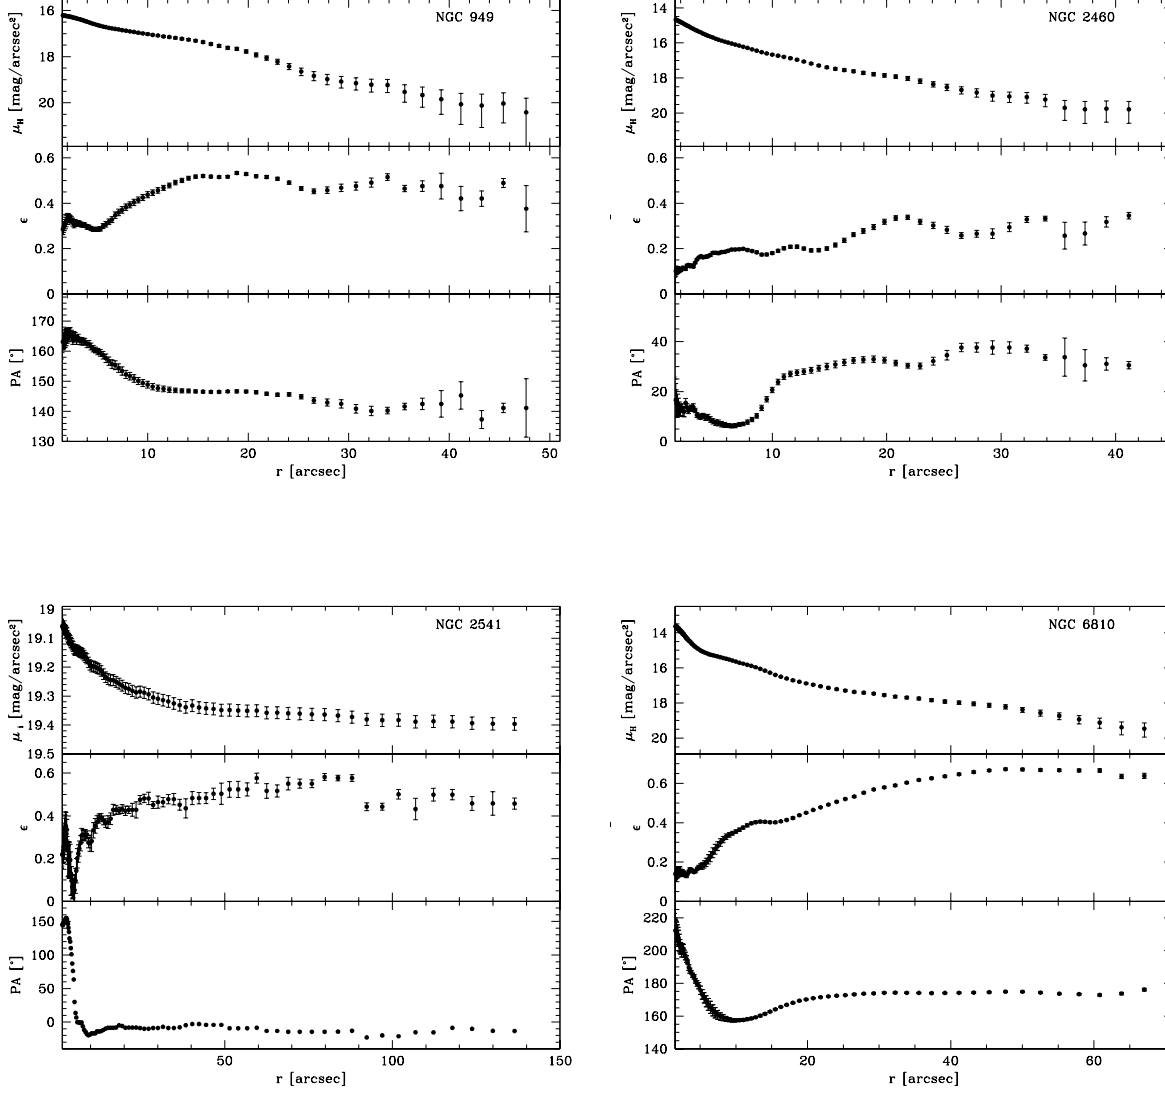 NGC 949
μH [mag/arcsec²]
16
18
20
ϵ
0.6
0.4
0.2
0
PA [°]
170
160
150
140
130
10 20 30 40 50
r [arcsec]
NGC 2460
μH [mag/arcsec²]
14
16
18
20
ϵ
0.6
0.4
0.2
0
PA [°]
40
20
0
10 20 30 40
r [arcsec]
NGC 2541
μi [mag/arcsec²]
19
19.1
19.2
19.3
19.4
19.5
ϵ
0.6
0.4
0.2
0
PA [°]
150
100
50
0
50 100 150
r [arcsec]
NGC 6810
μH [mag/arcsec²]
14
16
18
20
ϵ
0.6
0.4
0.2
0
PA [°]
220
200
180
160
140
20 40 60
r [arcsec]